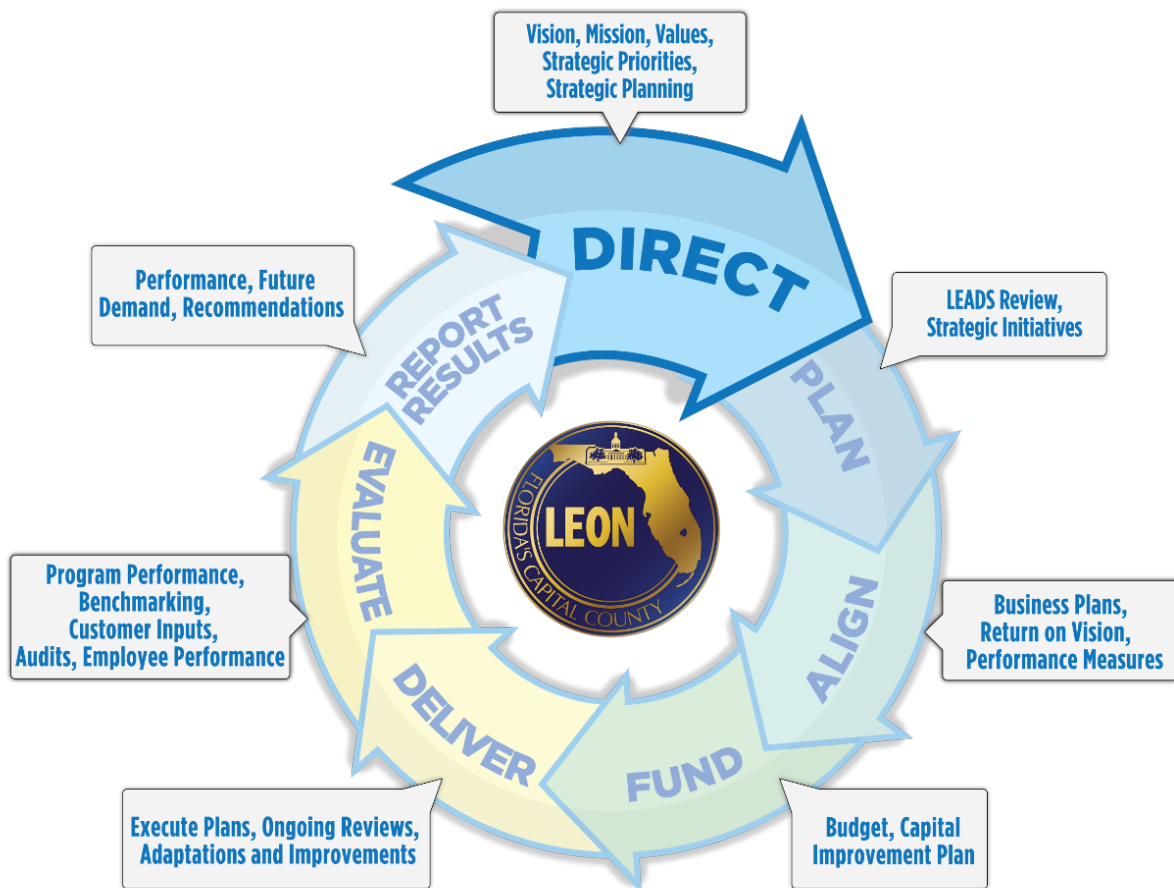 Vision, Mission, Values,
Strategic Priorities,
Strategic Planning
DIRECT
LEADS Review,
Strategic Initiatives
PLAN
Business Plans,
Return on Vision,
Performance Measures
ALIGN
Budget, Capital
Improvement Plan
FUND
Execute Plans, Ongoing Reviews,
Adaptations and Improvements
DELIVER
Program Performance,
Benchmarking,
Customer Inputs,
Audits, Employee Performance
EVALUATE
Performance, Future
Demand, Recommendations
REPORT
RESULTS
LEON
FLORIDA'S CAPITAL COUNTY